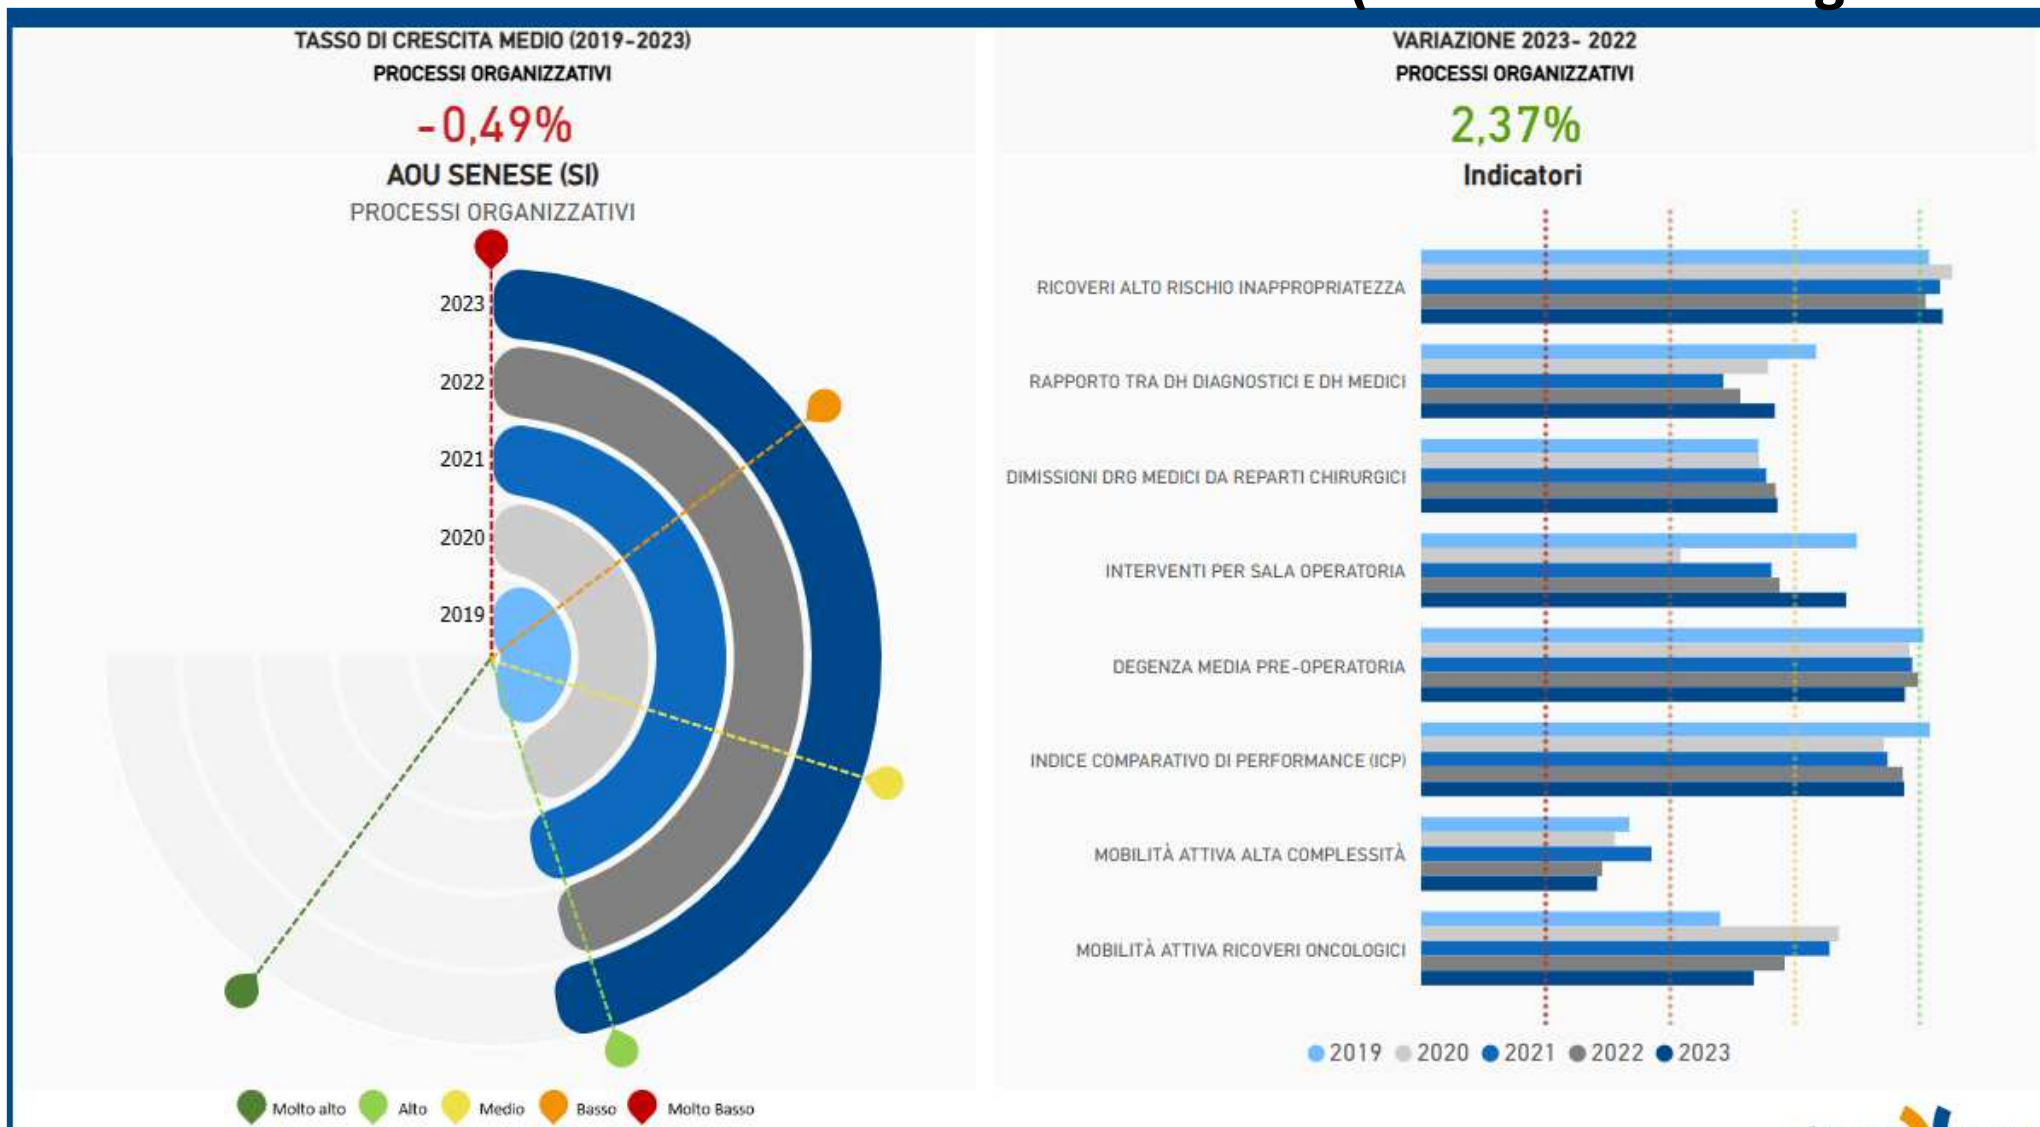 TASSO DI CRESCITA MEDIO (2019-2023)
PROCESSI ORGANIZZATIVI
-0,49%
AOU SENESE (SI)
PROCESSI ORGANIZZATIVI
2023
2022
2021
2020
2019
Molto alto
Alto
Medio
Basso
Molto Basso
VARIAZIONE 2023- 2022
PROCESSI ORGANIZZATIVI
2,37%
Indicatori
RICOVERI ALTO RISCHIO INAPPROPRIATEZZA
RAPPORTO TRA DH DIAGNOSTICI E DH MEDICI
DIMISSIONI DRG MEDICI DA REPARTI CHIRURGICI
INTERVENTI PER SALA OPERATORIA
DEGENZA MEDIA PRE-OPERATORIA
INDICE COMPARATIVO DI PERFORMANCE (ICP)
MOBILITÀ ATTIVA ALTA COMPLESSITÀ
MOBILITÀ ATTIVA RICOVERI ONCOLOGICI
2019 2020 2021 2022 2023